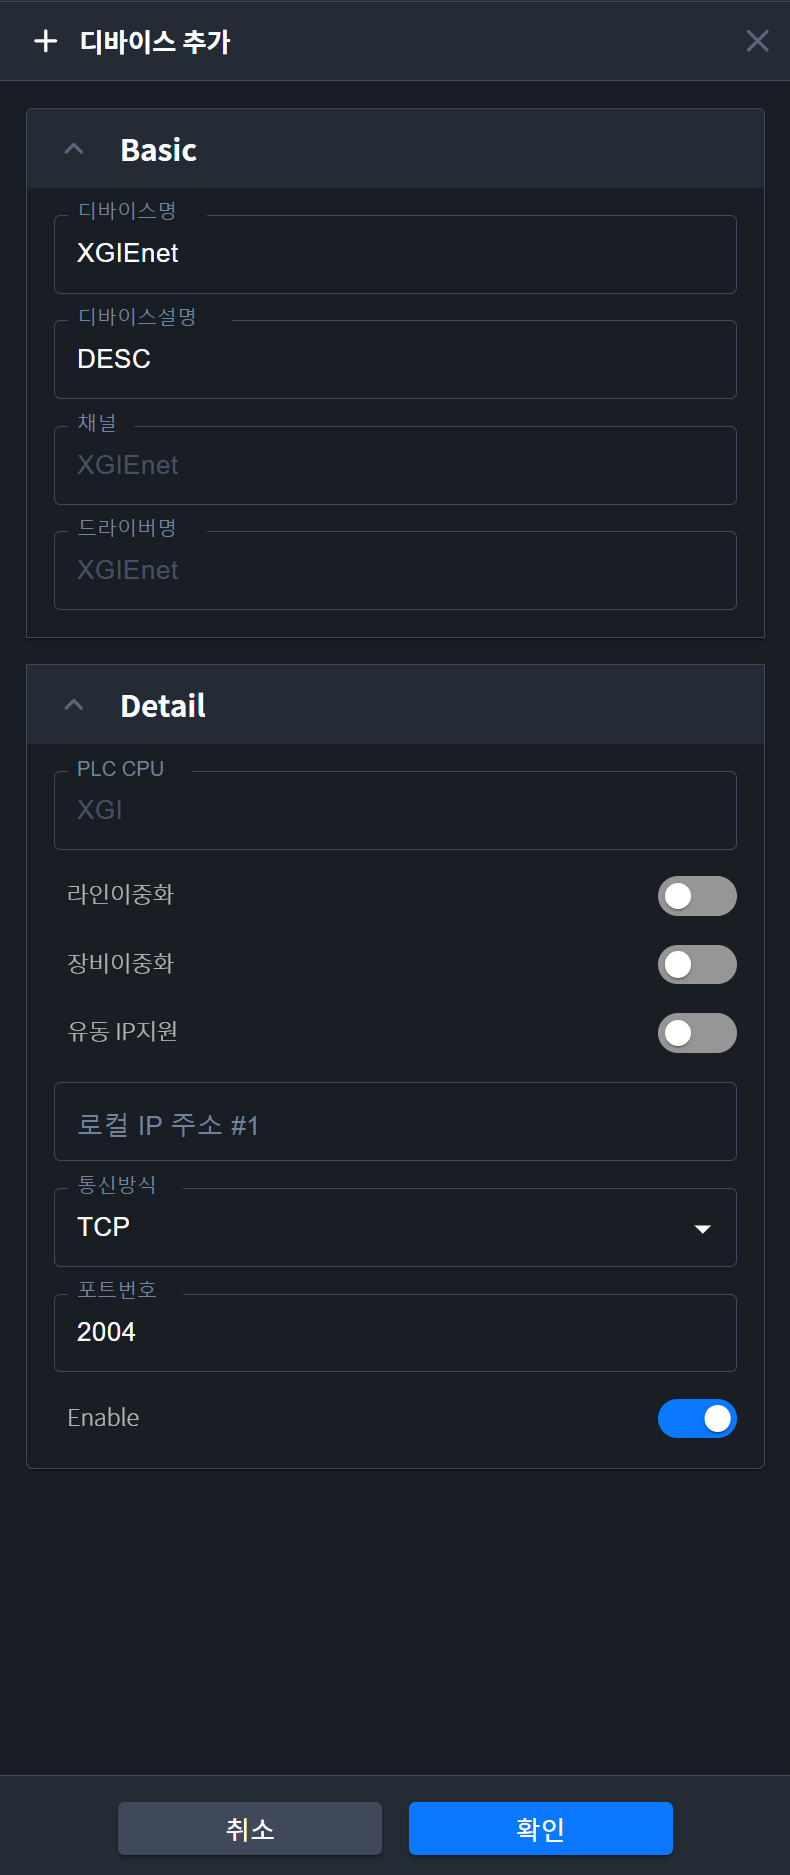 디바이스 추가
Basic
디바이스명
XGIEnet
디바이스설명
DESC
채널
XGIEnet
드라이버명
XGIEnet
Detail
PLC CPU
XGI
라인이중화
장비이중화
유동 IP지원
로컬 IP 주소 #1
통신방식
TCP
포트번호
2004
Enable
취소
확인